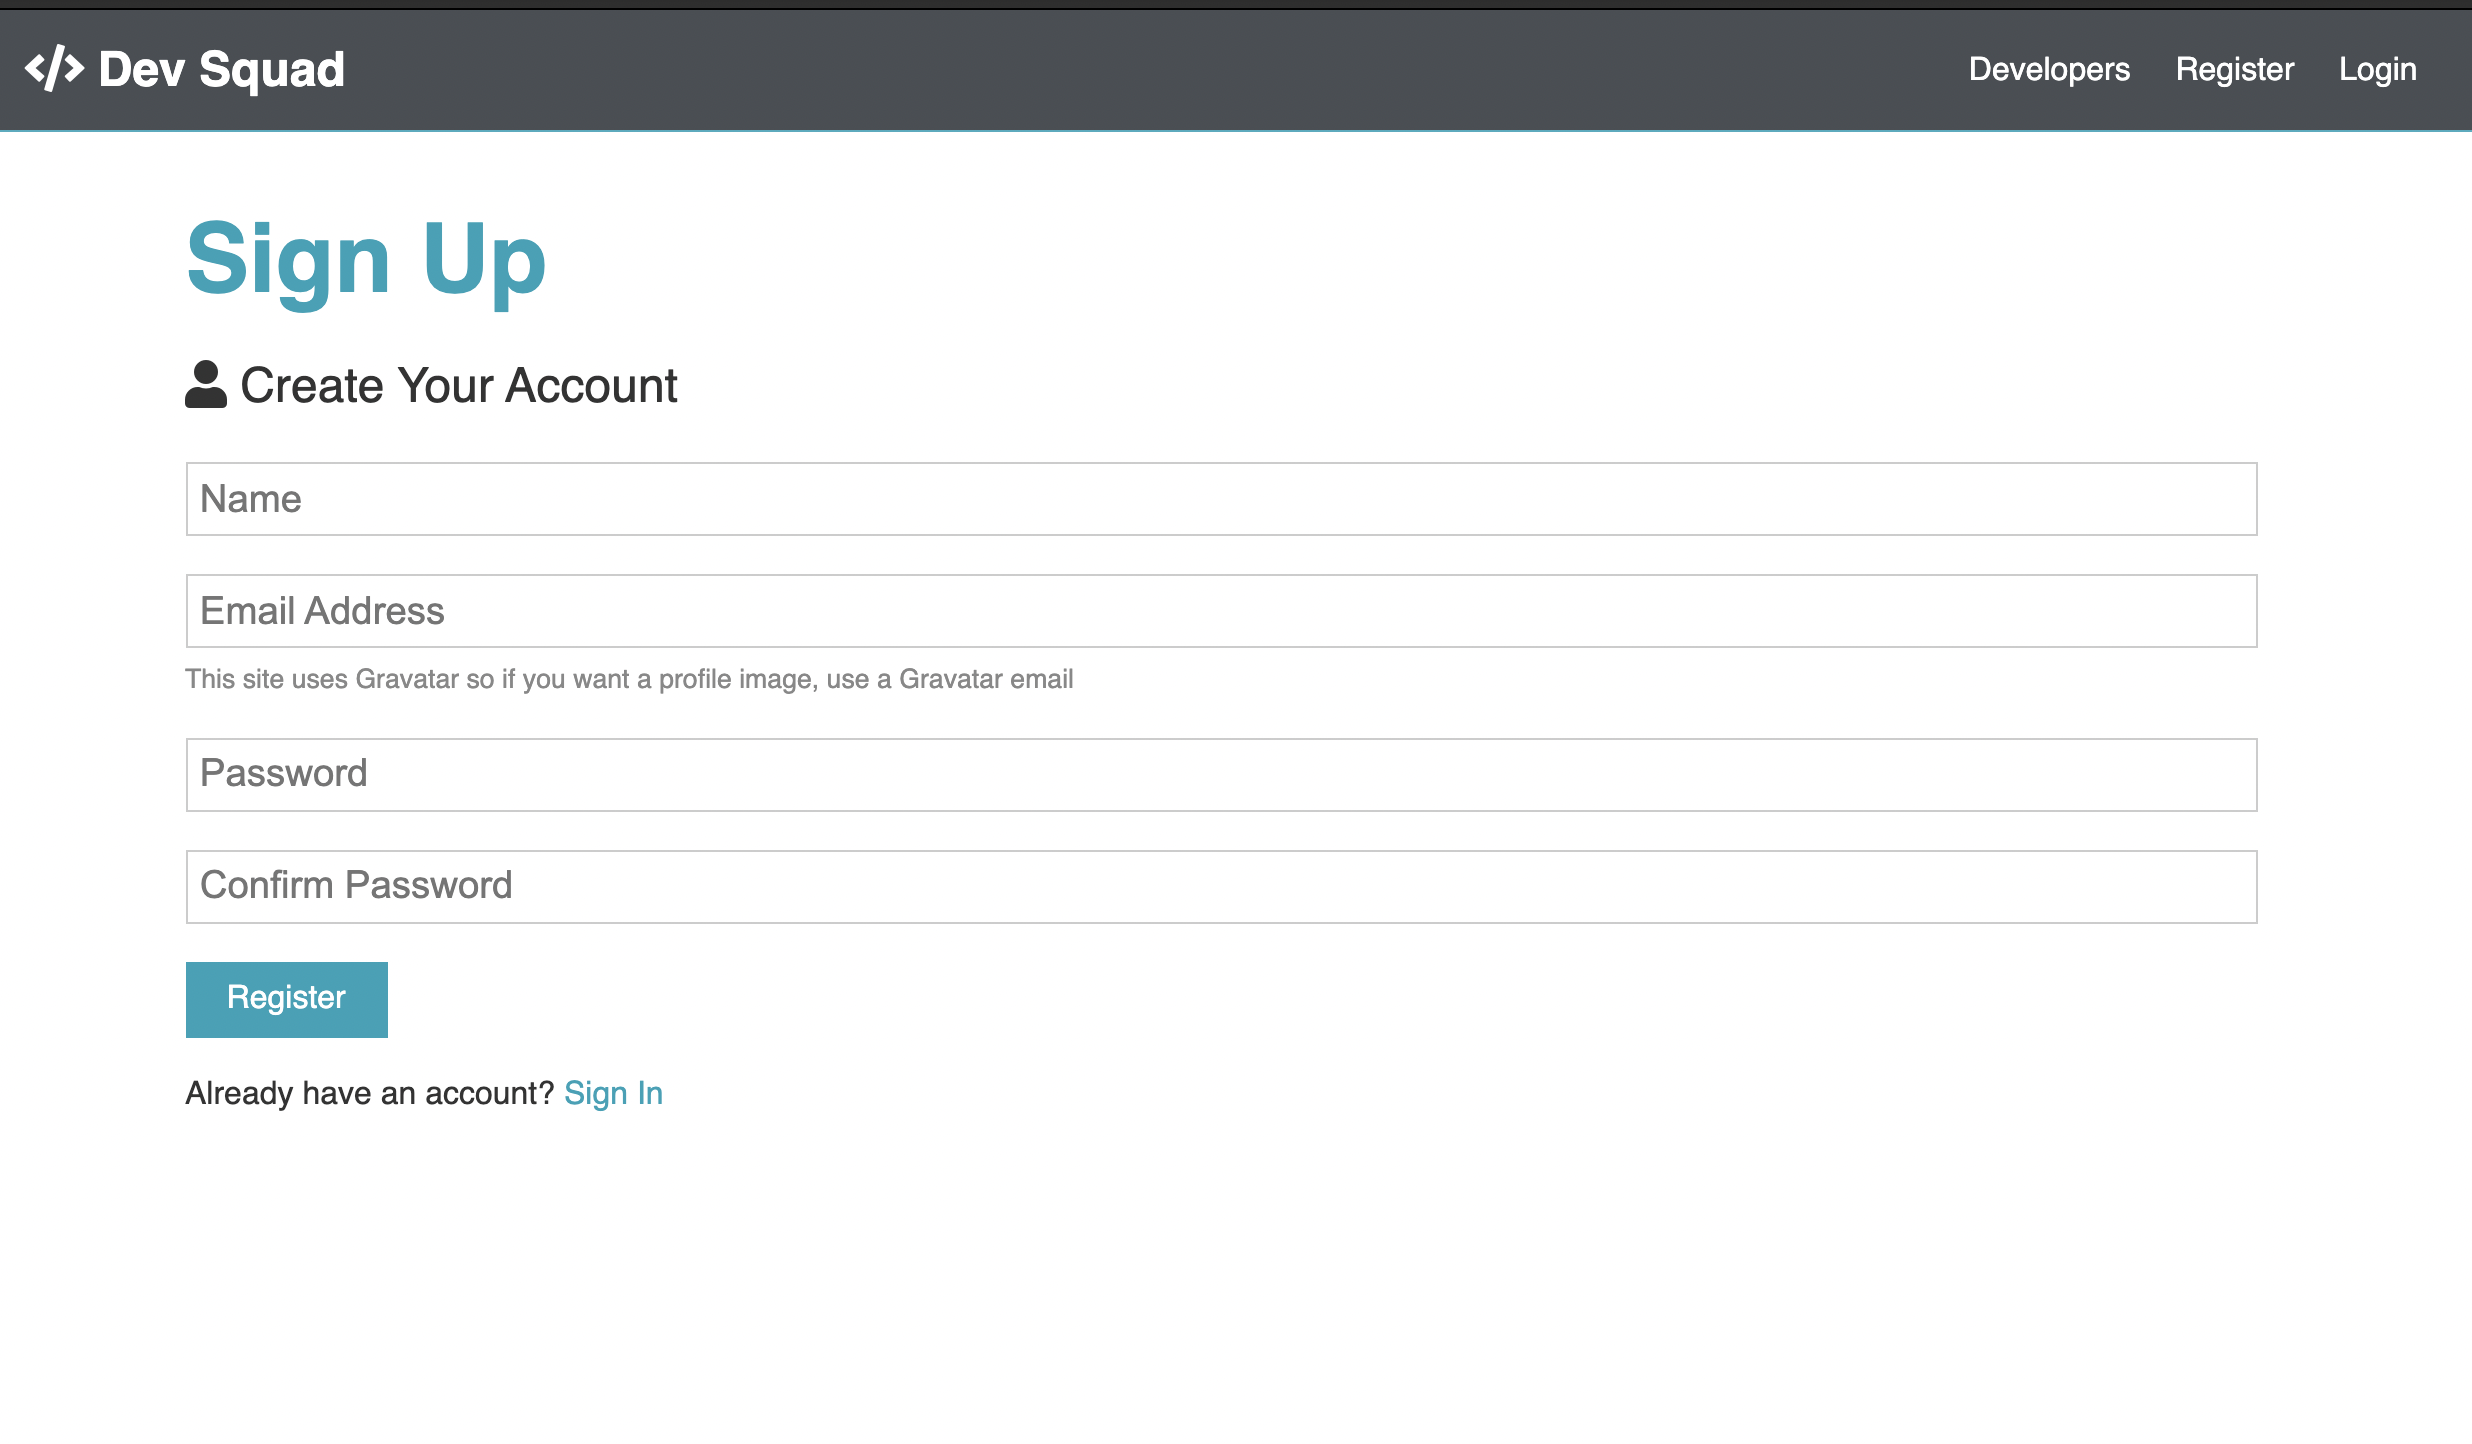 </> Dev Squad
Developers Register Login
Sign Up
Create Your Account
Name
Email Address
This site uses Gravatar so if you want a profile image, use a Gravatar email
Password
Confirm Password
Register
Already have an account? Sign In